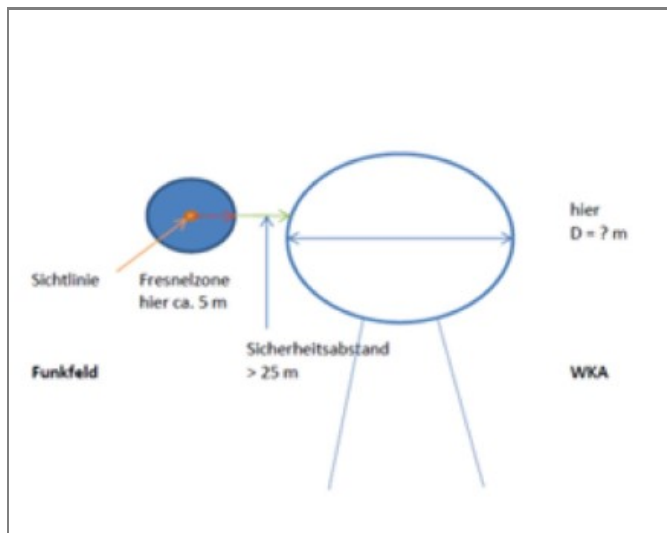 hier
D = ? m
Sichtlinie
Fresnelzone
hier ca. 5 m
Sicherheitsabstand
> 25 m
Funkfeld
WKA